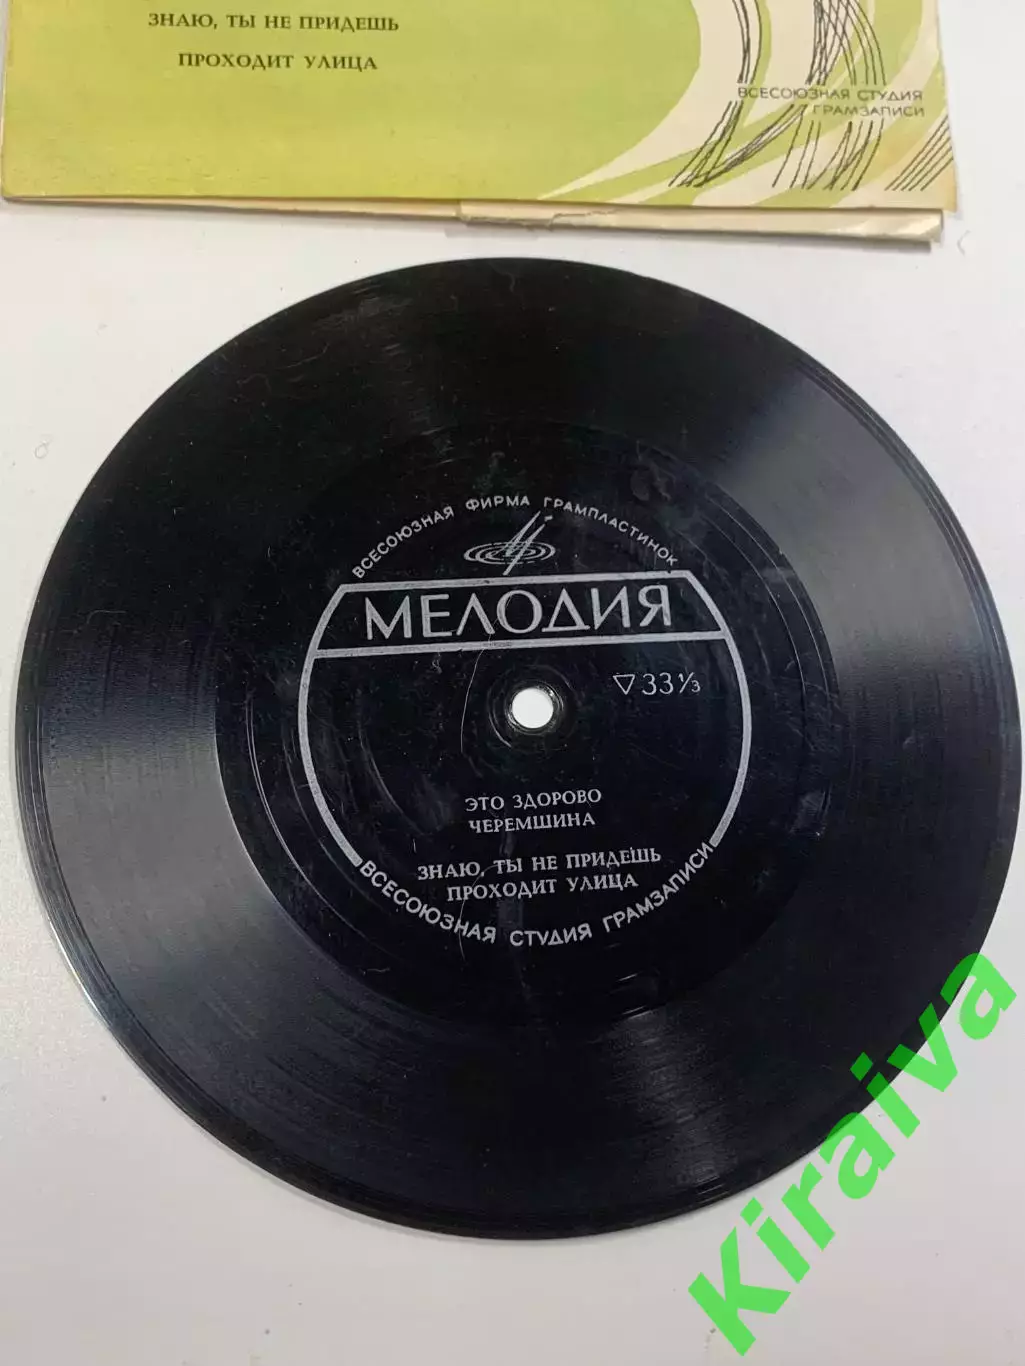 ЗНАЮ, ТЫ НЕ ПРИДЕШЬ
ПРОХОДИТ УЛИЦА
ВСЕСОЮЗНАЯ СТУДИЯ
ГРАМЗАПИСИ
ВСЕСОЮЗНАЯ ФИРМА ГРАМПЛАСТИНОК
МЕЛОДИЯ
▽33⅓
ЭТО ЗДОРОВО
ЧЕРЕМШИНА
ЗНАЮ, ТЫ НЕ ПРИДЕШЬ
ПРОХОДИТ УЛИЦА
ВСЕСОЮЗНАЯ СТУДИЯ ГРАМЗАПИСИ
Kiraiva